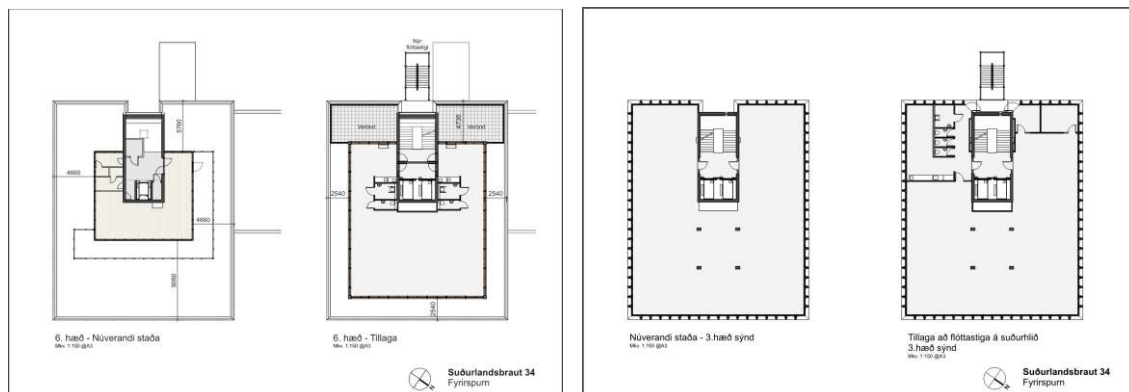 Nýr
flóttastigi
Verönd
Verönd
5760
4735
4660
4660
9060
2540
2540
2540
6. hæð - Núverandi staða
Mkv. 1:150 @A3
6. hæð - Tillaga
Mkv. 1:150 @A3
N
Suðurlandsbraut 34
Fyrirspurn
Núverandi staða - 3.hæð sýnd
Mkv. 1:150 @A3
Tillaga að flóttastiga á suðurhlið
3.hæð sýnd
Mkv. 1:150 @A3
N
Suðurlandsbraut 34
Fyrirspurn